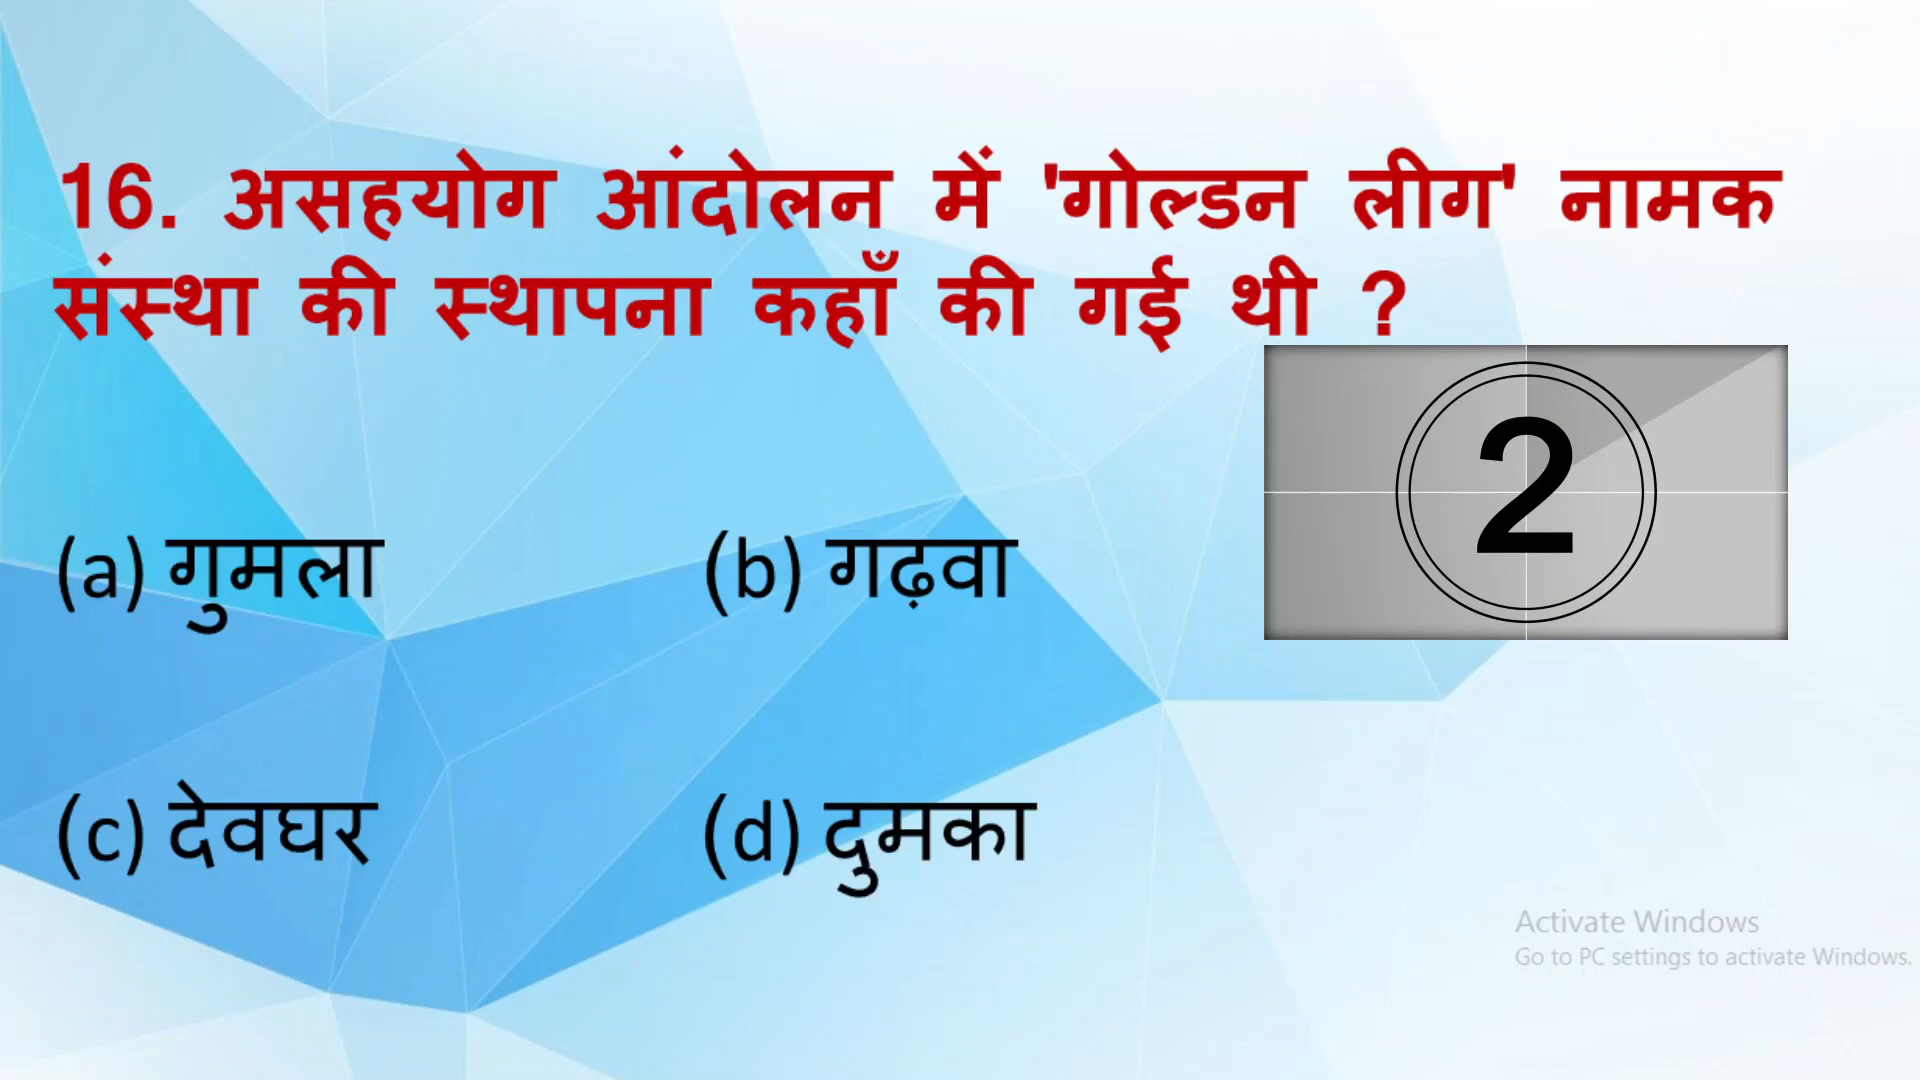 16. असहयोग आंदोलन में 'गोल्डन लीग' नामक
संस्था की स्थापना कहाँ की गई थी ?
2
(a) गुमला (b) गढ़वा
(c) देवघर (d) दुमका
Activate Windows
Go to PC settings to activate Windows.